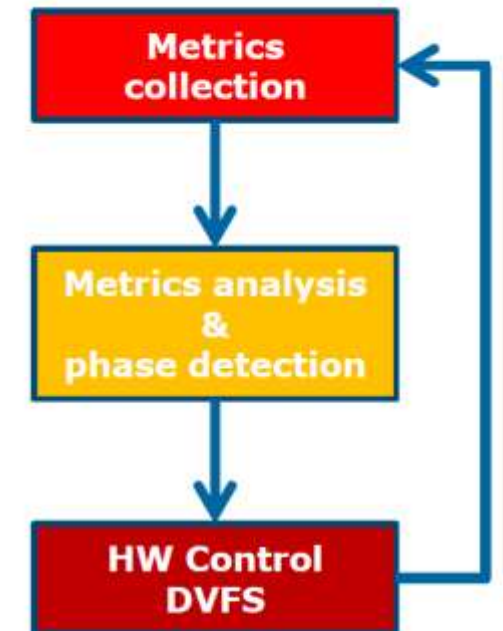 Metrics
collection
Metrics analysis
&
phase detection
HW Control
DVFS